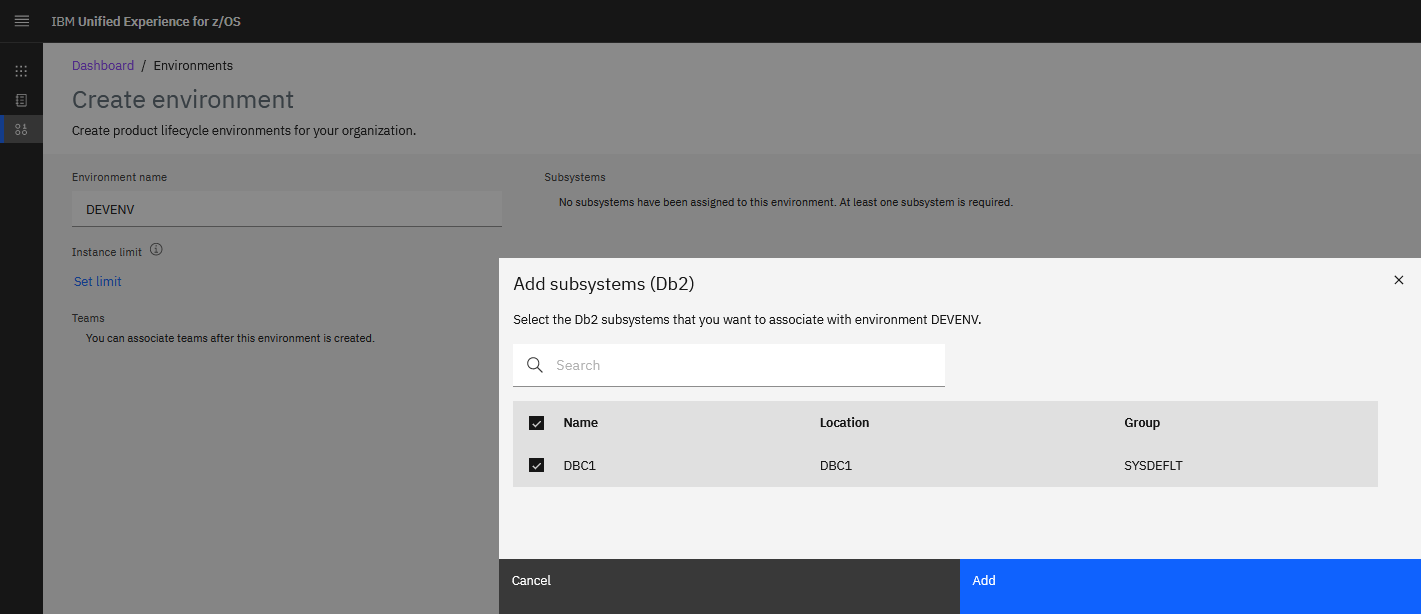 IBM Unified Experience for z/OS
Dashboard / Environments
Create environment
Create product lifecycle environments for your organization.
Environment name
DEVENV
Instance limit
Set limit
Teams
You can associate teams after this environment is created.
Subsystems
No subsystems have been assigned to this environment. At least one subsystem is required.
Add subsystems (Db2)
Select the Db2 subsystems that you want to associate with environment DEVENV.
Search
Name Location Group
DBC1 DBC1 SYSDEFLT
Cancel Add